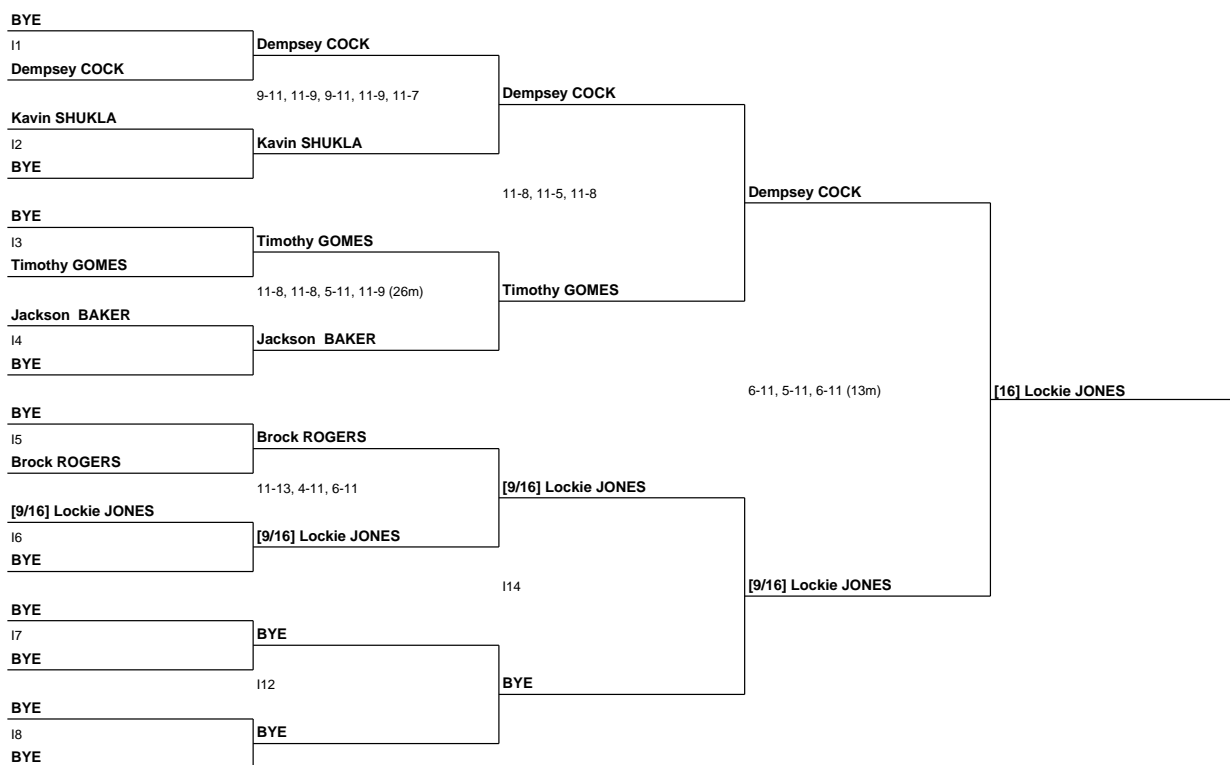 BYE
I1
Dempsey COCK
Kavin SHUKLA
I2
BYE
BYE
I3
Timothy GOMES
Jackson  BAKER
I4
BYE
BYE
I5
Brock ROGERS
[9/16] Lockie JONES
I6
BYE
BYE
I7
BYE
BYE
I8
BYE
Dempsey COCK
9-11, 11-9, 9-11, 11-9, 11-7
Kavin SHUKLA
Timothy GOMES
11-8, 11-8, 5-11, 11-9 (26m)
Jackson  BAKER
Brock ROGERS
11-13, 4-11, 6-11
[9/16] Lockie JONES
BYE
I12
BYE
Dempsey COCK
11-8, 11-5, 11-8
Timothy GOMES
[9/16] Lockie JONES
I14
BYE
Dempsey COCK
6-11, 5-11, 6-11 (13m)
[9/16] Lockie JONES
[16] Lockie JONES